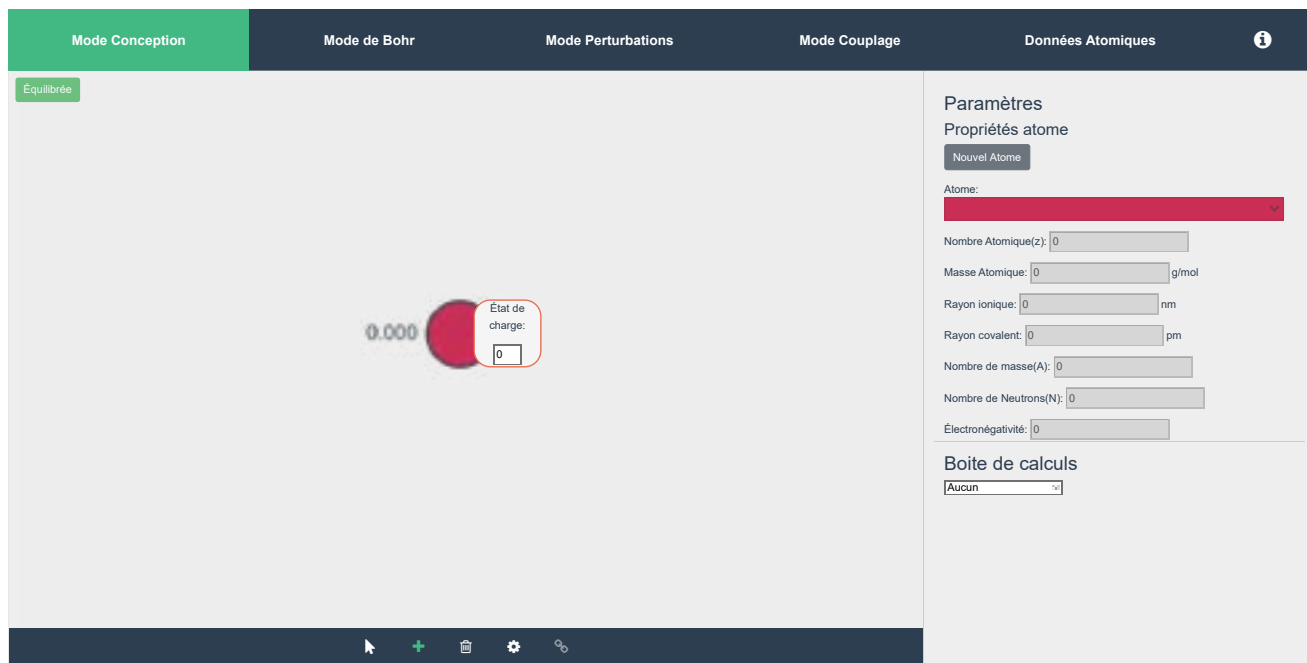 Mode Conception Mode de Bohr Mode Perturbations Mode Couplage Données Atomiques
Équilibrée
0.000
État de
charge:
0
Paramètres
Propriétés atome
Nouvel Atome
Atome:
Nombre Atomique(z): 0
Masse Atomique: 0 g/mol
Rayon ionique: 0 nm
Rayon covalent: 0 pm
Nombre de masse(A): 0
Nombre de Neutrons(N): 0
Électronégativité: 0
Boite de calculs
Aucun